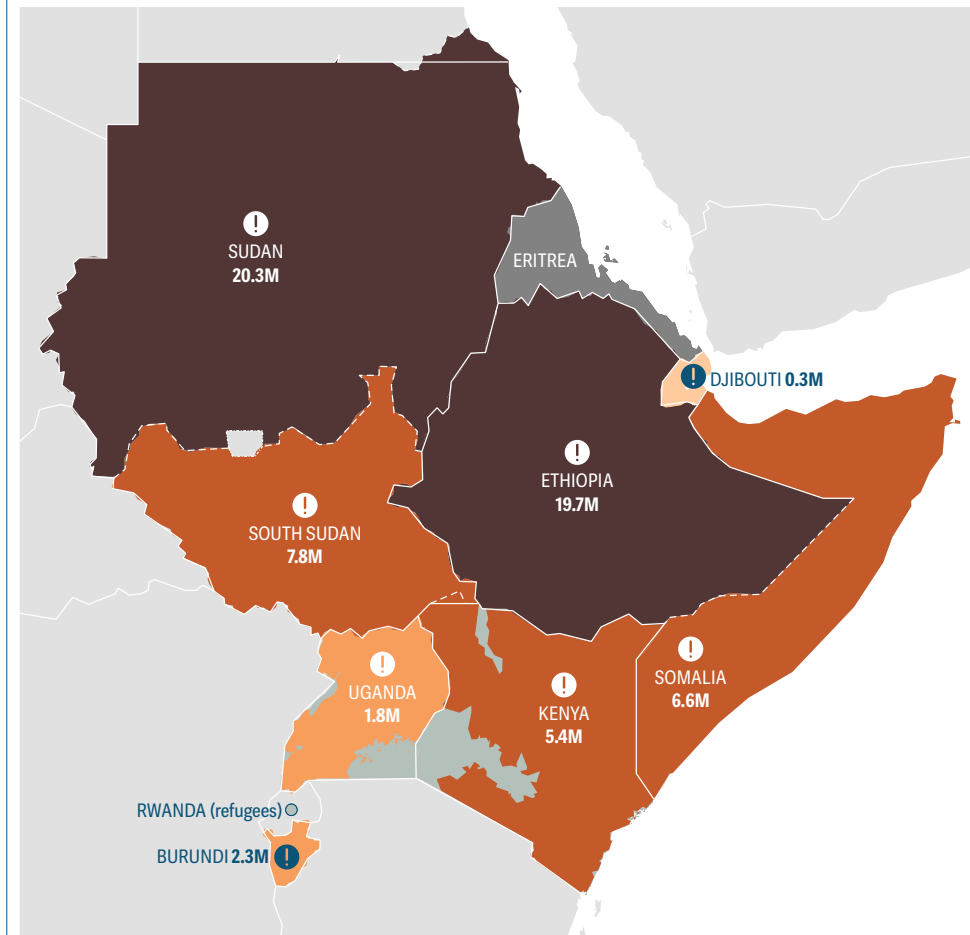 !
SUDAN
20.3M
ERITREA
!
DJIBOUTI 0.3M
!
ETHIOPIA
19.7M
!
SOUTH SUDAN
7.8M
!
UGANDA
1.8M
!
KENYA
5.4M
!
SOMALIA
6.6M
RWANDA (refugees)
BURUNDI 2.3M
!